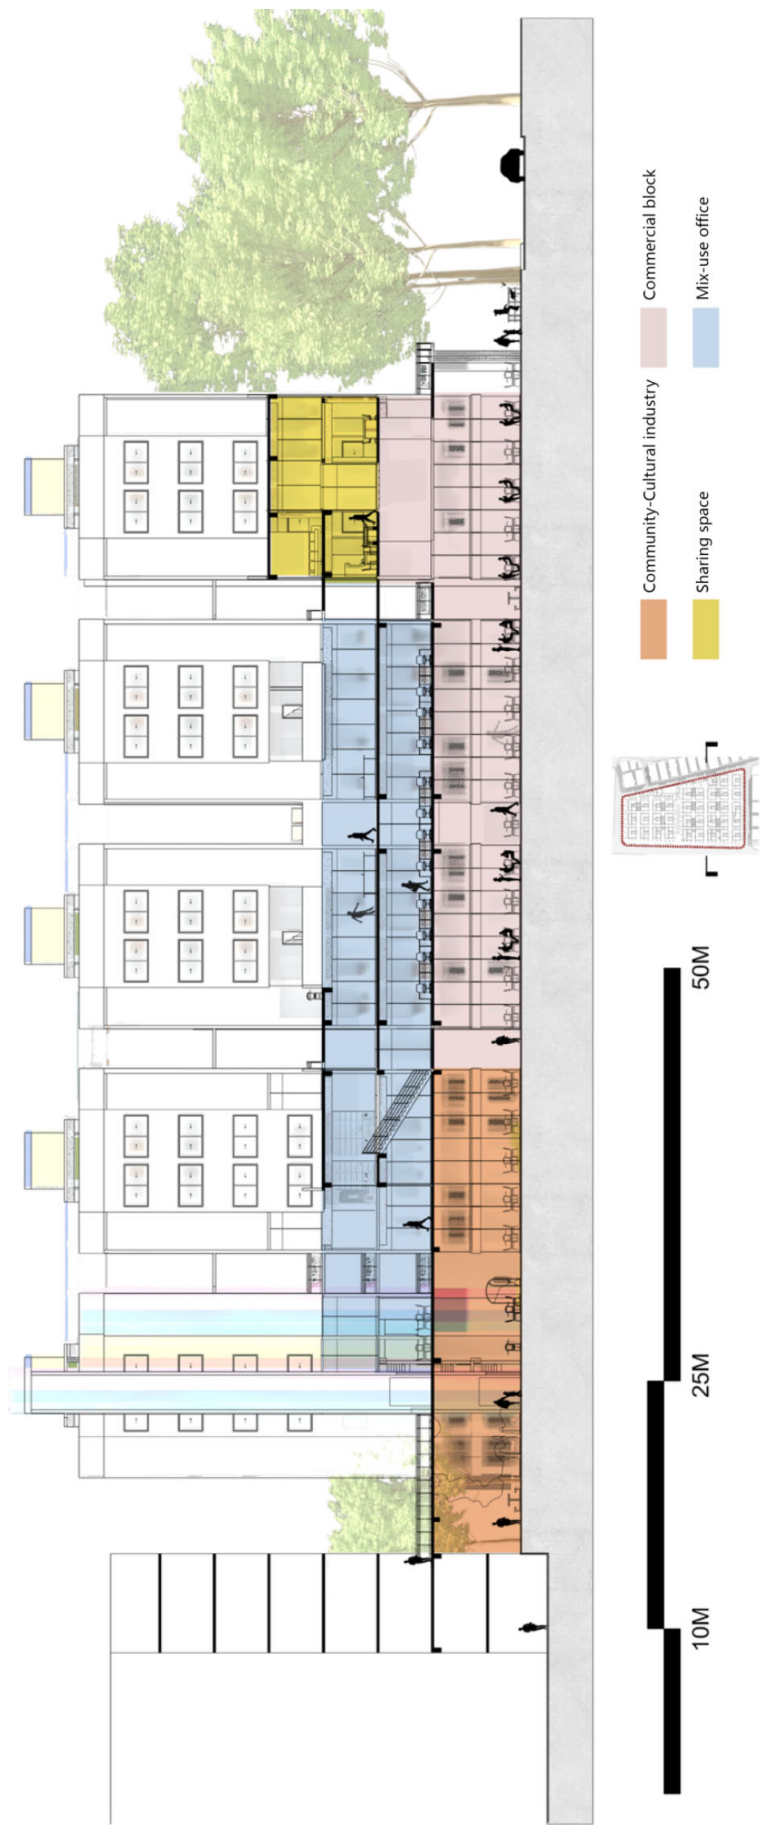 Community-Cultural industry
Commercial block
Sharing space
Mix-use office
10M
25M
50M